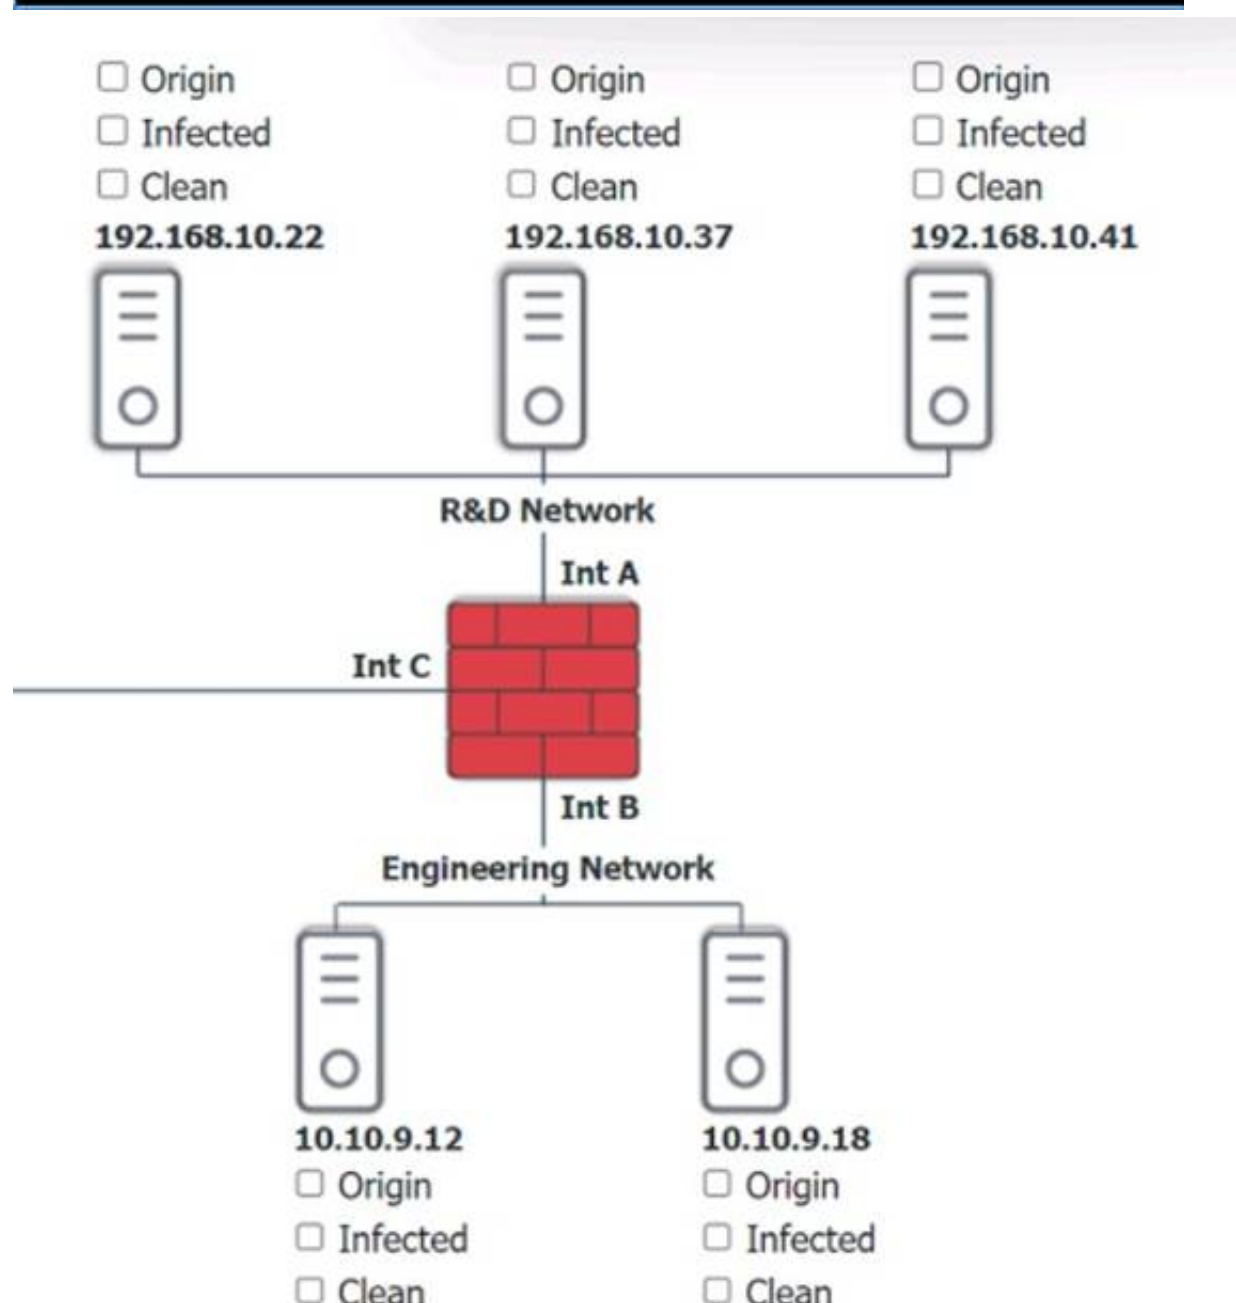 Origin Origin Origin
Infected Infected Infected
Clean Clean Clean
192.168.10.22 192.168.10.37 192.168.10.41
R&D Network
Int A
Int C
Int B
Engineering Network
10.10.9.12 10.10.9.18
Origin Origin
Infected Infected
Clean Clean